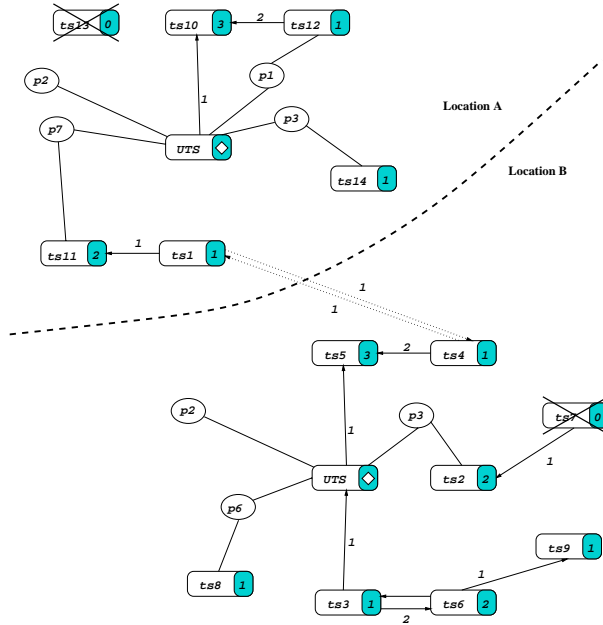 ts13 0
ts10 3
2
ts12 1
p2
p1
1
p7
p3
Location A
UTS
ts14 1
Location B
ts11 2
1
ts1 1
1
1
ts5 3
2
ts4 1
p2
p3
ts7 0
1
1
UTS
ts2 2
p6
1
ts9 1
ts8 1
1
ts3 1
2
ts6 2